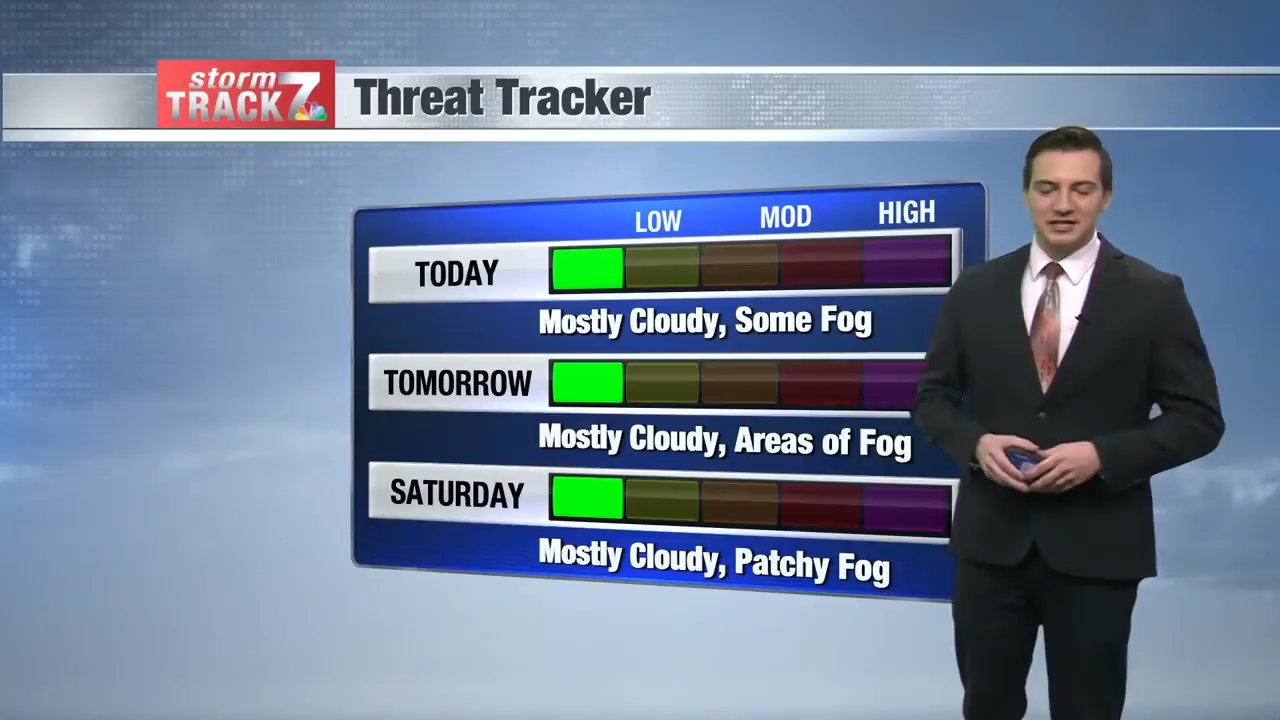 storm
TRACK 7
Threat Tracker
LOW MOD HIGH
TODAY
Mostly Cloudy, Some Fog
TOMORROW
Mostly Cloudy, Areas of Fog
SATURDAY
Mostly Cloudy, Patchy Fog